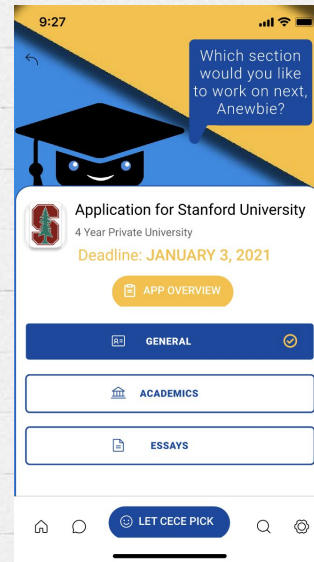 9:27
Which section
would you like
to work on next,
Anewbie?
Application for Stanford University
4 Year Private University
Deadline: JANUARY 3, 2021
APP OVERVIEW
GENERAL
ACADEMICS
ESSAYS
LET CECE PICK